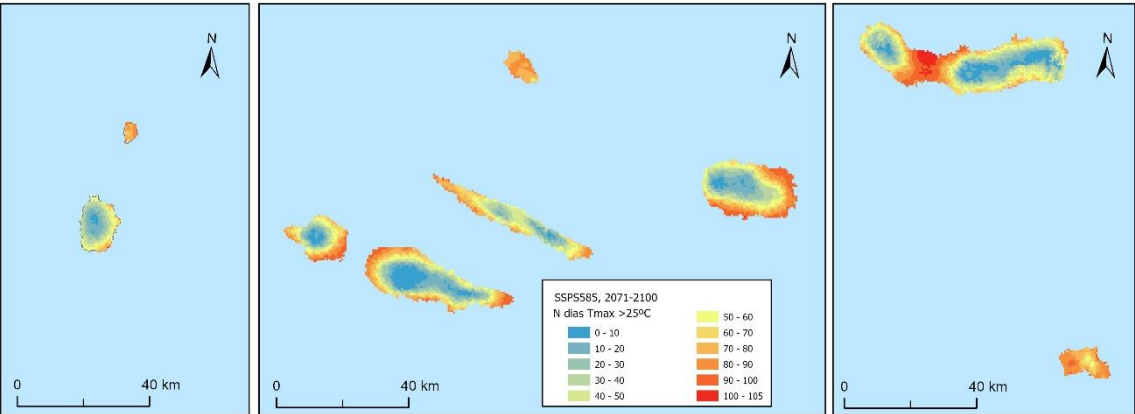 N
0
40 km
N
SSPS585, 2071-2100
N dias Tmax >25ºC
0 - 10
10 - 20
20 - 30
30 - 40
40 - 50
50 - 60
60 - 70
70 - 80
80 - 90
90 - 100
100 - 105
0
40 km
N
0
40 km